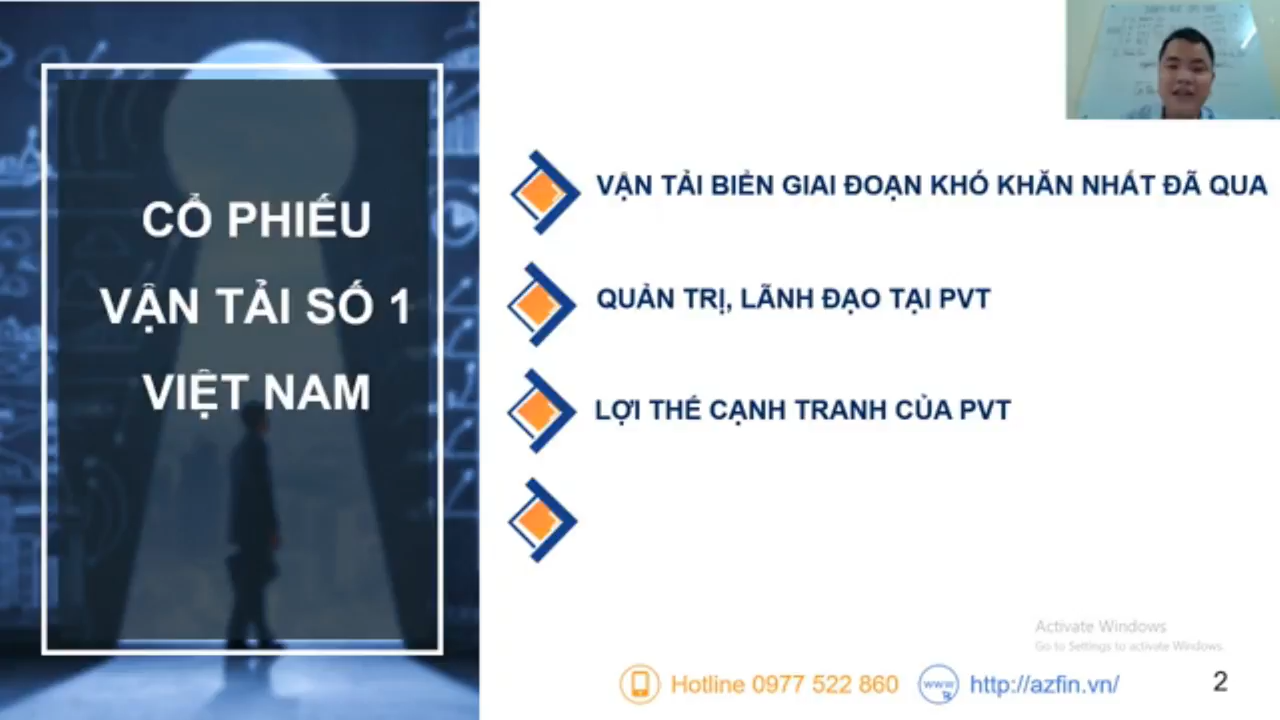 CỔ PHIẾU
VẬN TẢI SỐ 1
VIỆT NAM
VẬN TẢI BIỂN GIAI ĐOẠN KHÓ KHĂN NHẤT ĐÃ QUA
QUẢN TRỊ, LÃNH ĐẠO TẠI PVT
LỢI THẾ CẠNH TRANH CỦA PVT
Activate Windows
Go to Settings to activate Windows.
Hotline 0977 522 860
www
http://azfin.vn/
2